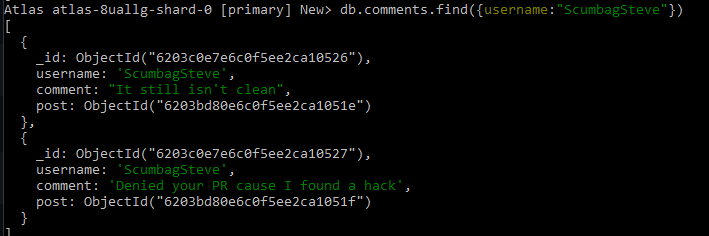 Atlas atlas-8uallg-shard-0 [primary] New> db.comments.find({username:"ScumbagSteve"})
[
  {
    _id: ObjectId("6203c0e7e6c0f5ee2ca10526"),
    username: 'ScumbagSteve',
    comment: "It still isn't clean",
    post: ObjectId("6203bd80e6c0f5ee2ca1051e")
  },
  {
    _id: ObjectId("6203c0e7e6c0f5ee2ca10527"),
    username: 'ScumbagSteve',
    comment: 'Denied your PR cause I found a hack',
    post: ObjectId("6203bd80e6c0f5ee2ca1051f")
  }
]